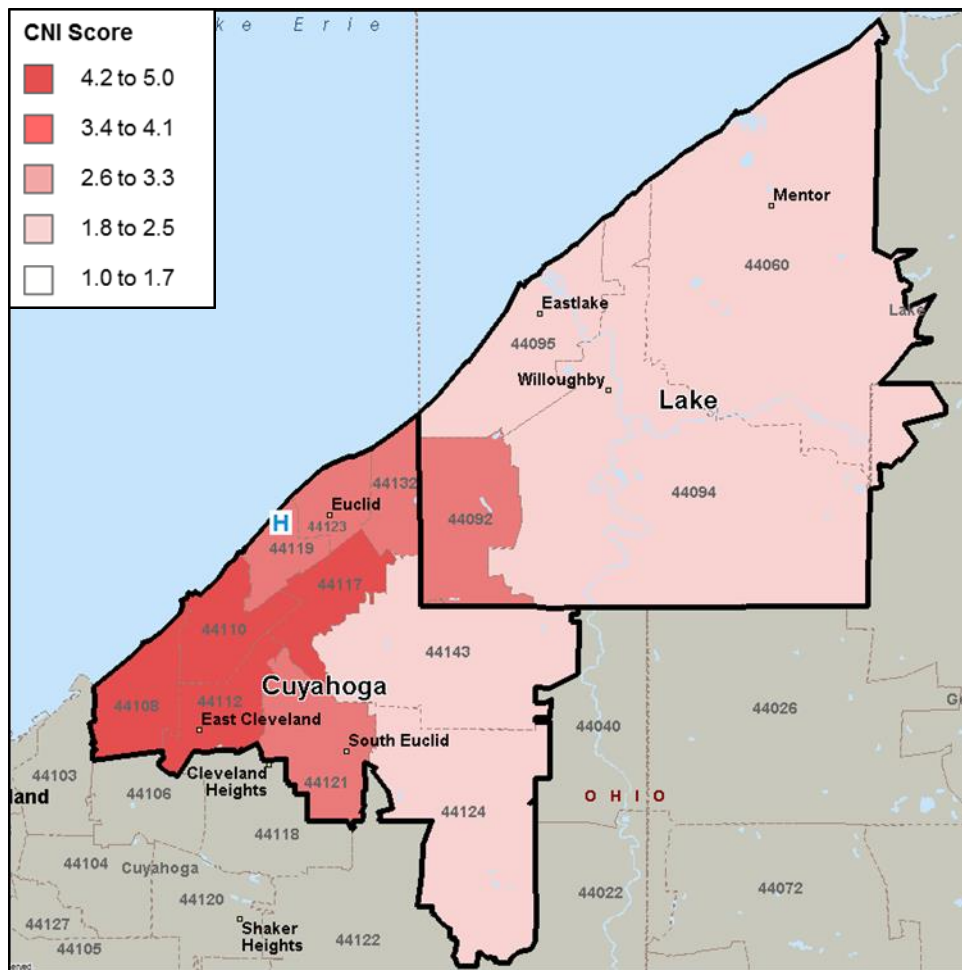 CNI Score
4.2 to 5.0
3.4 to 4.1
2.6 to 3.3
1.8 to 2.5
1.0 to 1.7
ke Erie
Mentor
44060
Eastlake
Lake
44095
Willoughby
Lake
44132
Euclid
44123
44092
44094
H
44119
44117
44110
44143
Cuyahoga
44108
44112
East Cleveland
44040
44026
South Euclid
44103
Cleveland
Heights
44121
44106
land
OHIO
44124
44118
44104
Cuyahoga
44120
44022
44072
44127
Shaker
Heights
44122
44105